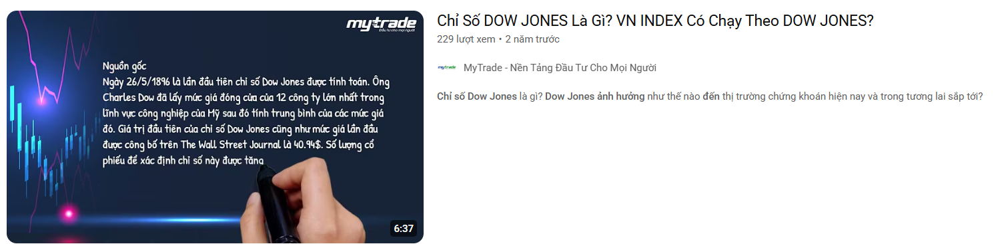 mytrade
Đầu tư cho mọi người
Nguồn gốc
Ngày 26/5/1896 là lần đầu tiên chỉ số Dow Jones được tính toán. Ông
Charles Dow đã lấy mức giá đóng cửa của 12 công ty lớn nhất trong
lĩnh vực công nghiệp của Mỹ sau đó tính trung bình của các mức giá
đó. Giá trị đầu tiên của chỉ số Dow Jones cũng như mức giá lần đầu
được công bố trên The Wall Street Journal là 40.94$. Số lượng cổ
phiếu để xác định chỉ số này được tăng
6:37
Chỉ Số DOW JONES Là Gì? VN INDEX Có Chạy Theo DOW JONES?
229 lượt xem • 2 năm trước
mytrade
MyTrade - Nền Tảng Đầu Tư Cho Mọi Người
Chỉ số Dow Jones là gì? Dow Jones ảnh hưởng như thế nào đến thị trường chứng khoán hiện nay và trong tương lai sắp tới?